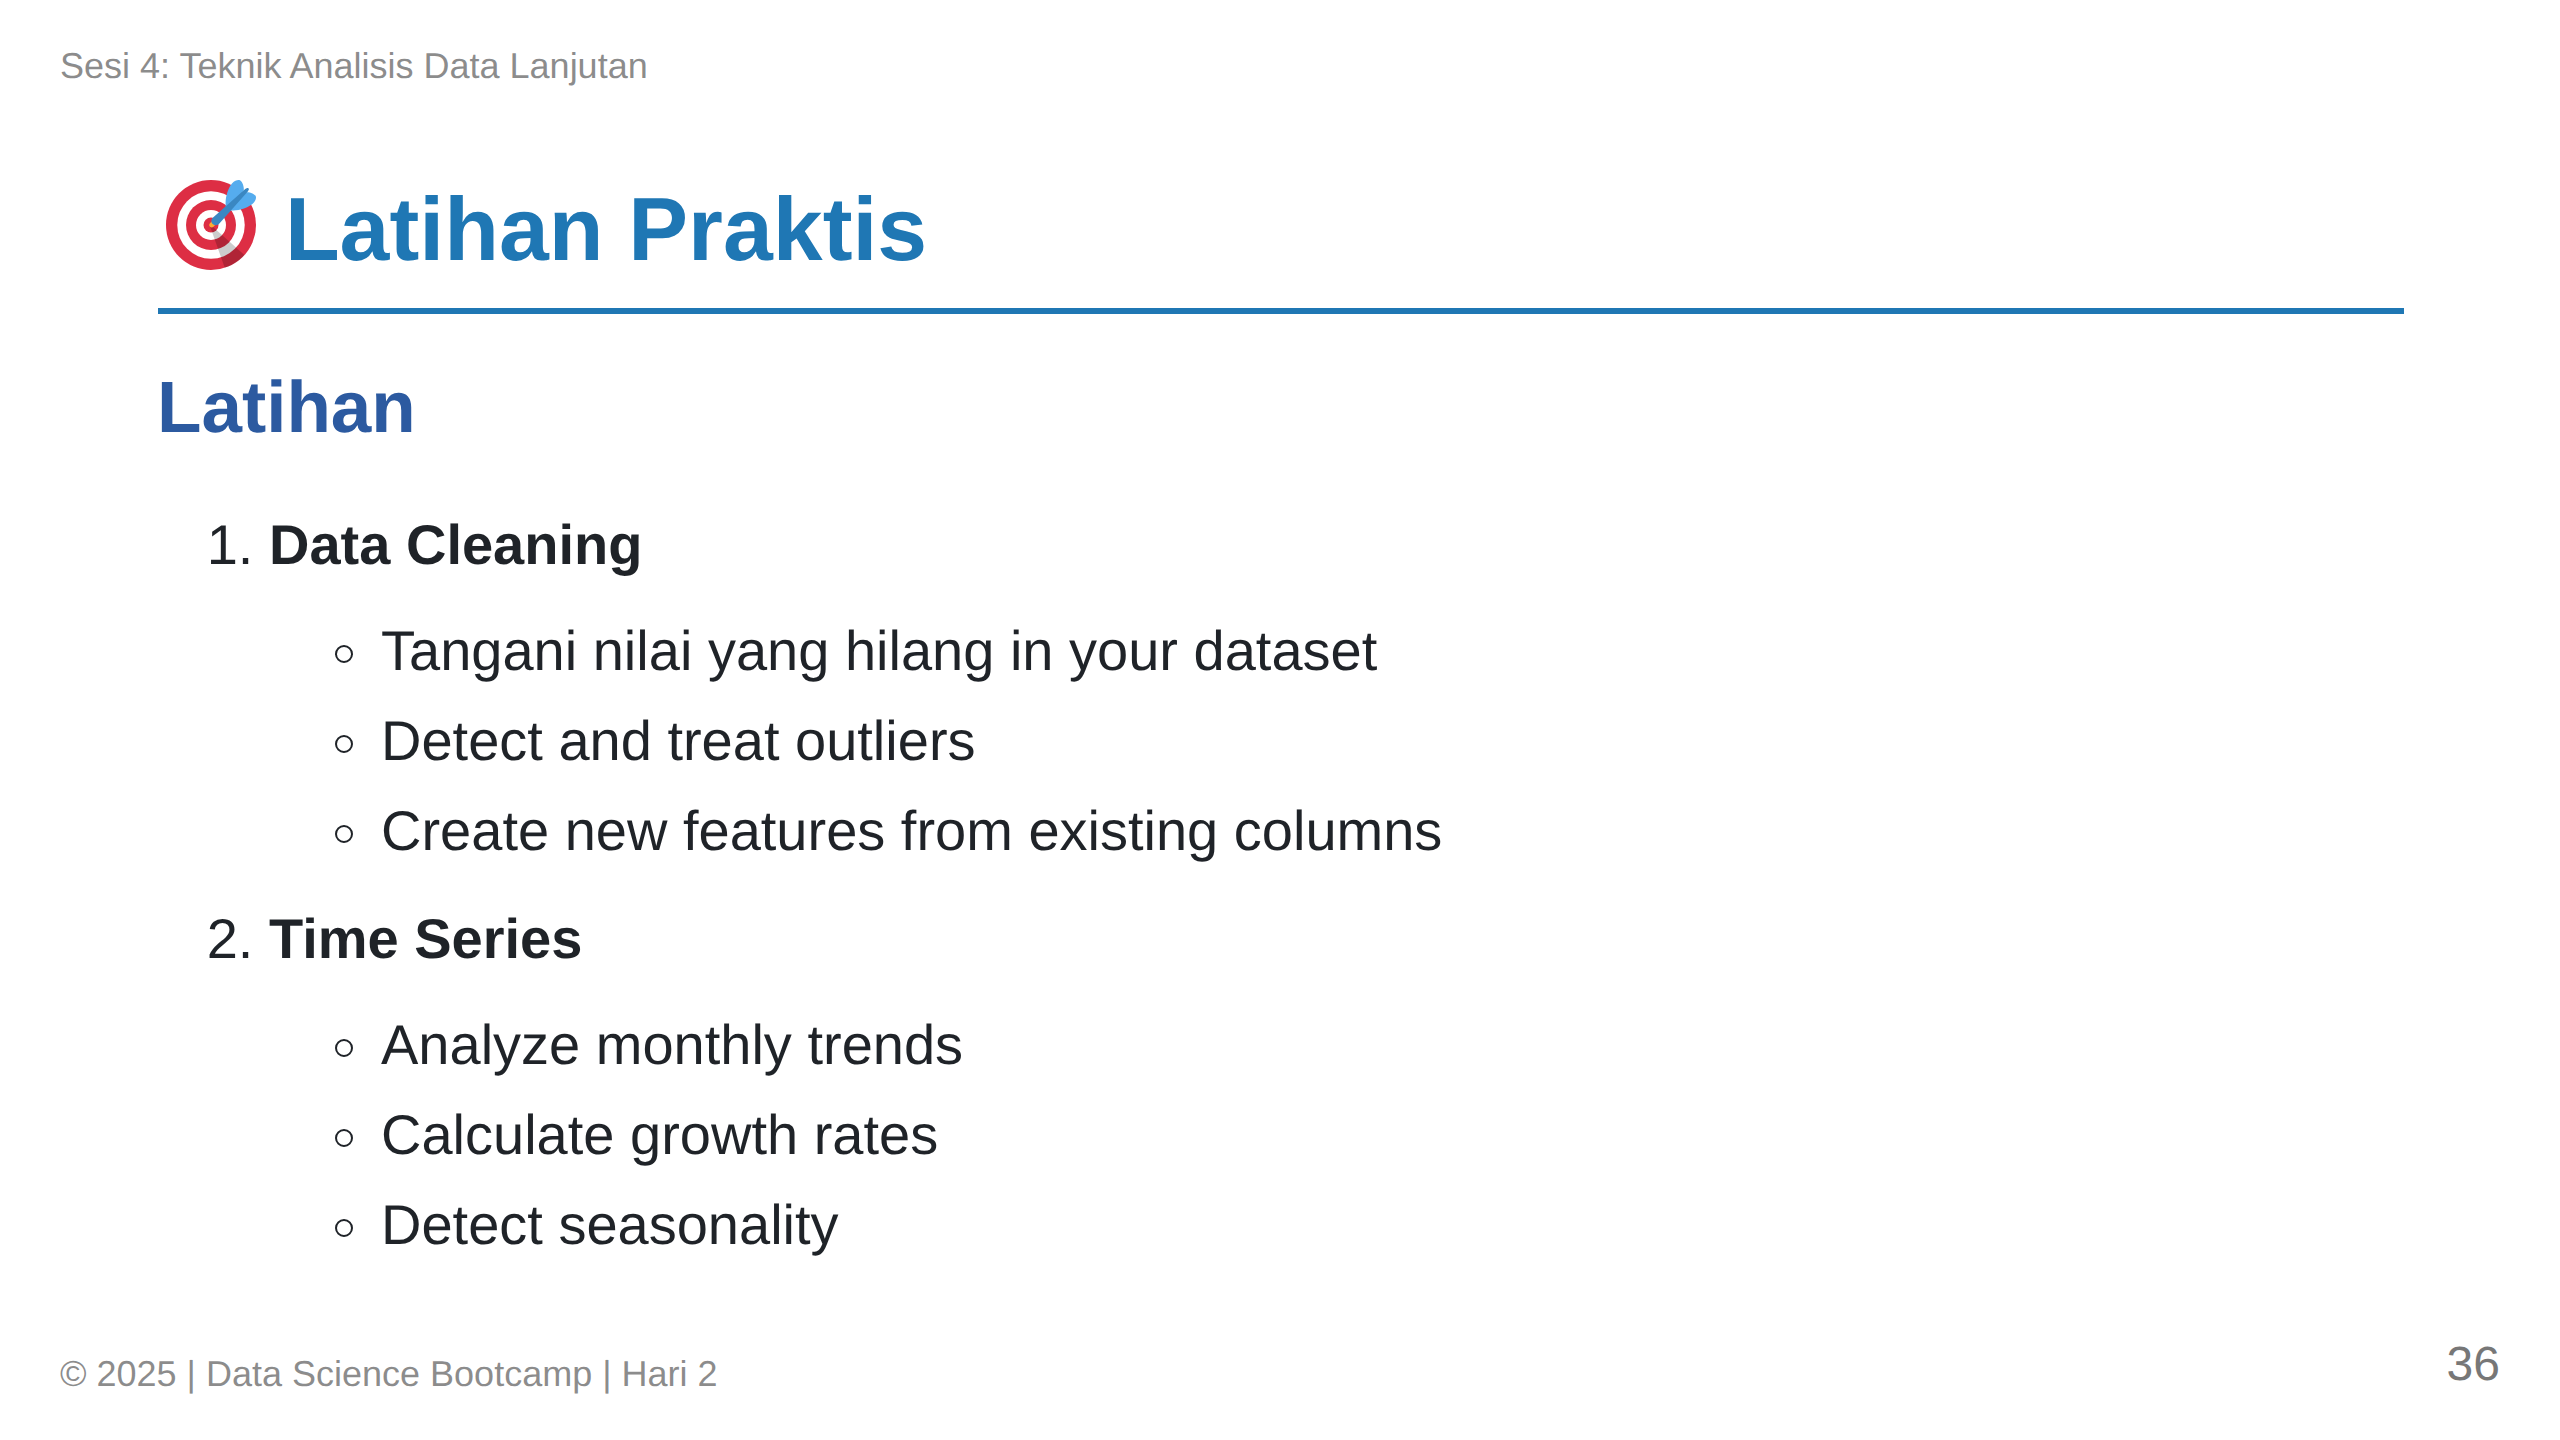 Sesi 4: Teknik Analisis Data Lanjutan
🎯 Latihan Praktis
Latihan
1. Data Cleaning
○ Tangani nilai yang hilang in your dataset
○ Detect and treat outliers
○ Create new features from existing columns
2. Time Series
○ Analyze monthly trends
○ Calculate growth rates
○ Detect seasonality
© 2025 | Data Science Bootcamp | Hari 2
36